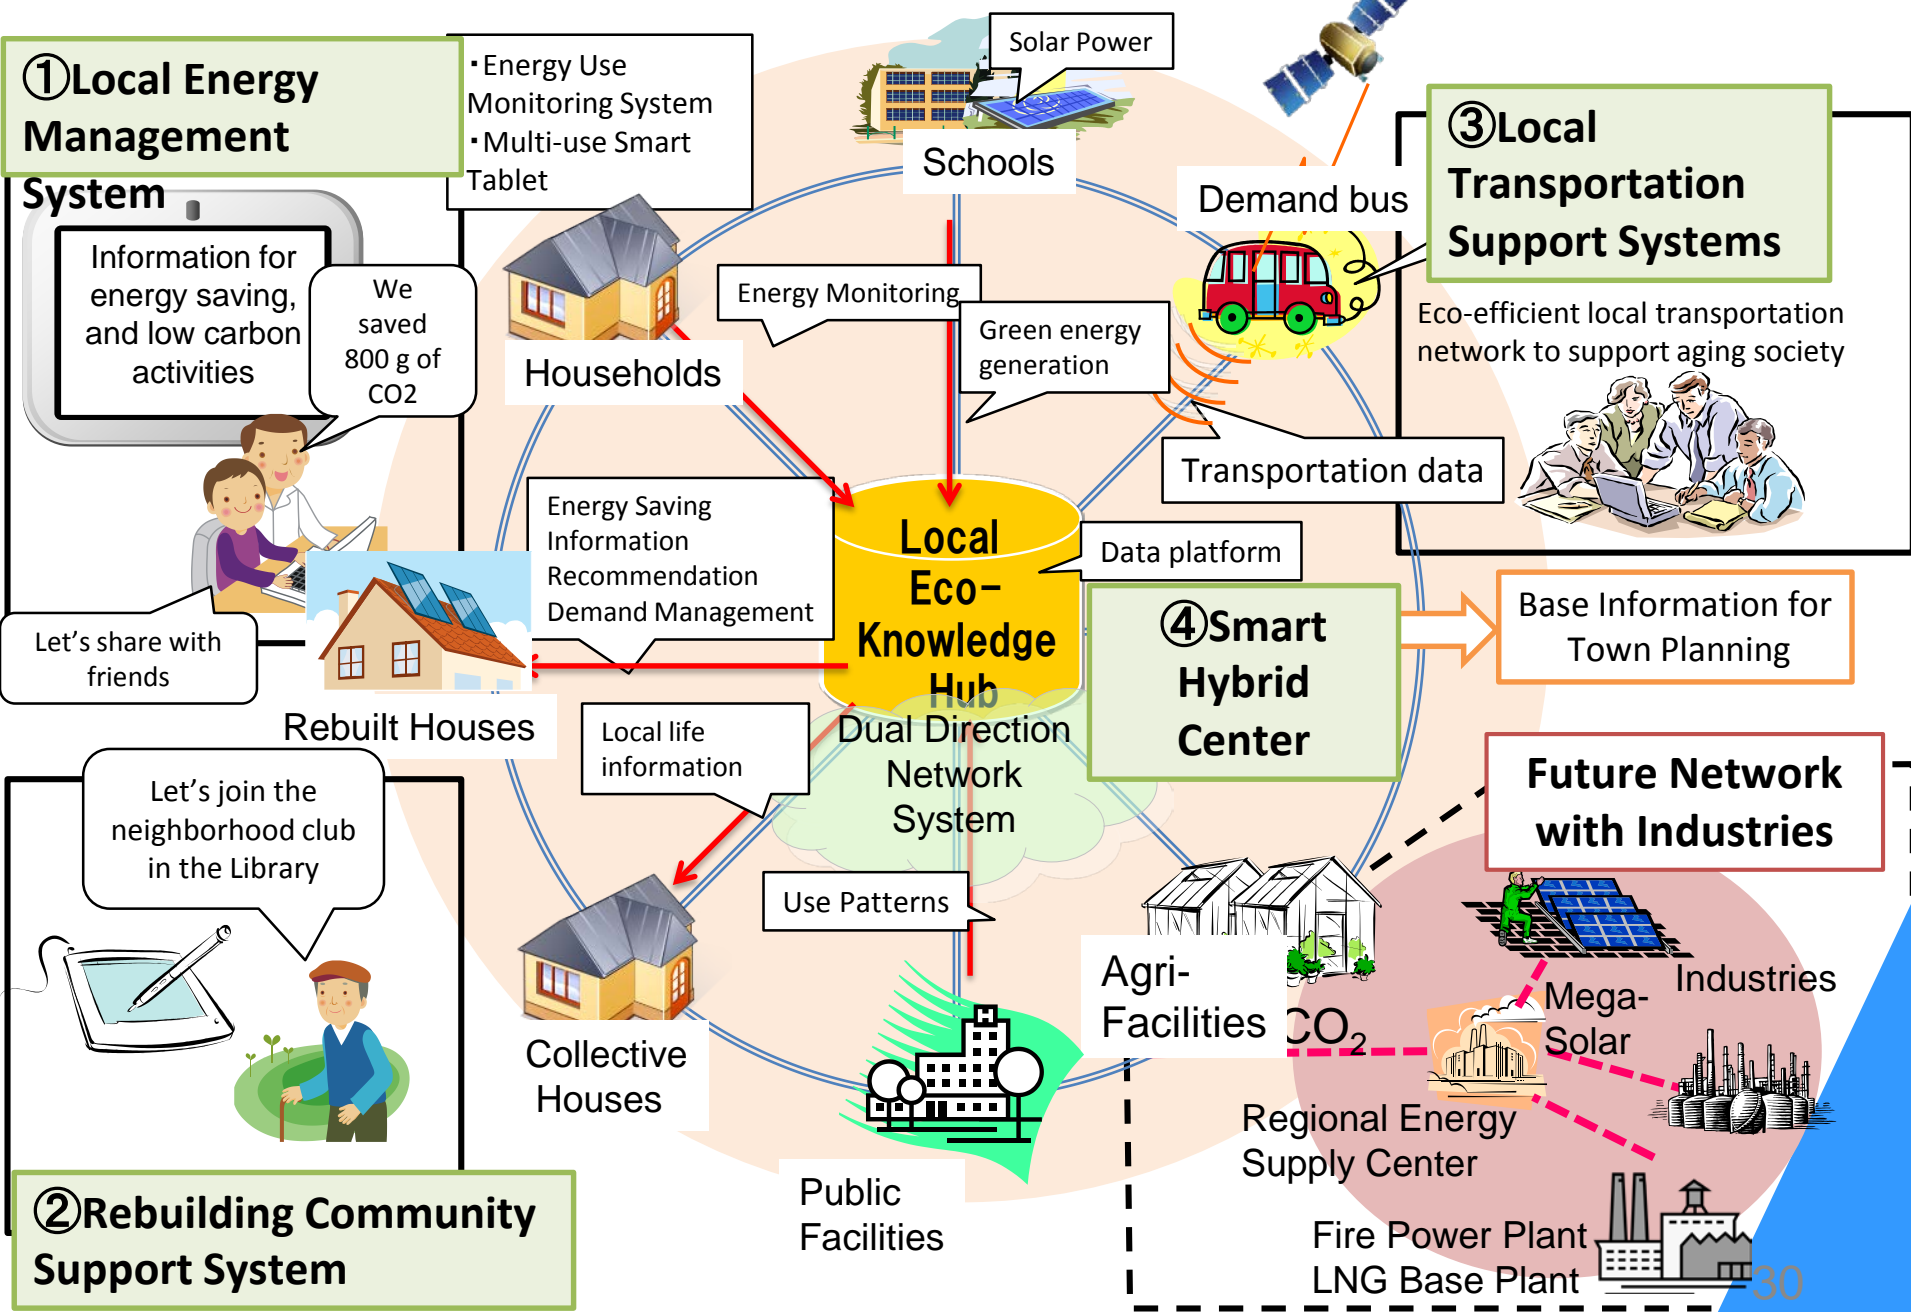 ①Local Energy
Management
System
・Energy Use
Monitoring System
・Multi-use Smart
Tablet
Solar Power
Schools
Demand bus
③Local
Transportation
Support Systems
Eco-efficient local transportation
network to support aging society
Information for
energy saving,
and low carbon
activities
We
saved
800 g of
CO2
Households
Energy Monitoring
Green energy
generation
Transportation data
Energy Saving
Information
Recommendation
Demand Management
Local
Eco-
Knowledge
Hub
Data platform
④Smart
Hybrid
Center
Base Information for
Town Planning
Let's share with
friends
Rebuilt Houses
Local life
information
Dual Direction
Network
System
Use Patterns
Future Network
with Industries
Let's join the
neighborhood club
in the Library
Collective
Houses
Public
Facilities
Agri-
Facilities
CO₂
Mega-
Solar
Industries
Regional Energy
Supply Center
Fire Power Plant
LNG Base Plant
②Rebuilding Community
Support System
30